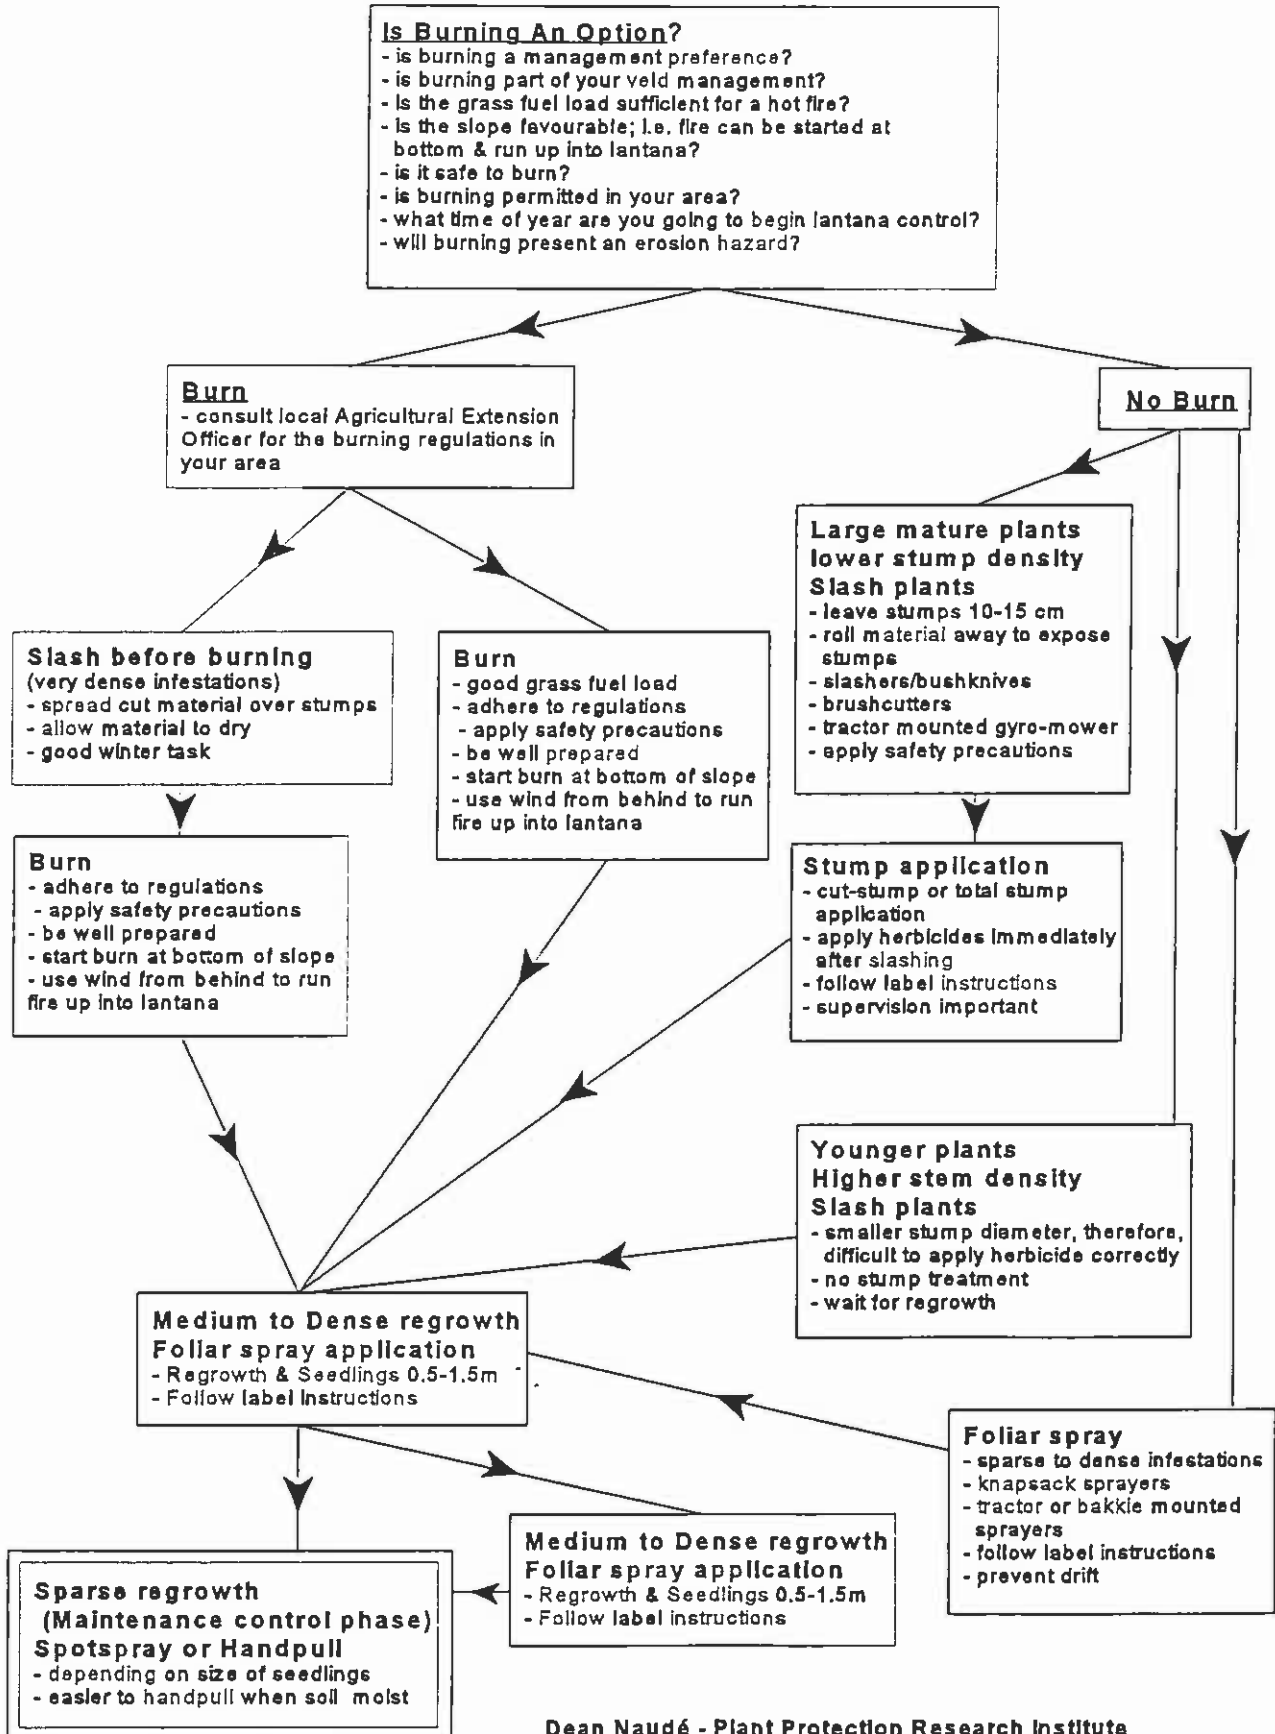 Is Burning An Option?
- is burning a management preference?
- is burning part of your veld management?
- Is the grass fuel load sufficient for a hot fire?
- Is the slope favourable; i.e. fire can be started at
bottom & run up into lantana?
- is it safe to burn?
- is burning permitted in your area?
- what time of year are you going to begin lantana control?
- will burning present an erosion hazard?
Burn
- consult local Agricultural Extension
Officer for the burning regulations in
your area
No Burn
Slash before burning
(very dense infestations)
- spread cut material over stumps
- allow material to dry
- good winter task
Burn
- good grass fuel load
- adhere to regulations
- apply safety precautions
- be well prepared
- start burn at bottom of slope
- use wind from behind to run
fire up into lantana
Large mature plants
lower stump density
Slash plants
- leave stumps 10-15 cm
- roll material away to expose
stumps
- slashers/bushknives
- brushcutters
- tractor mounted gyro-mower
- apply safety precautions
Burn
- adhere to regulations
- apply safety precautions
- be well prepared
- start burn at bottom of slope
- use wind from behind to run
fire up into lantana
Stump application
- cut-stump or total stump
application
- apply herbicides immediately
after slashing
- follow label instructions
- supervision important
Younger plants
Higher stem density
Slash plants
- smaller stump diameter, therefore,
difficult to apply herbicide correctly
- no stump treatment
- wait for regrowth
Medium to Dense regrowth
Foliar spray application
- Regrowth & Seedlings 0.5-1.5m
- Follow label instructions
Foliar spray
- sparse to dense infestations
- knapsack sprayers
- tractor or bakkie mounted
sprayers
- follow label instructions
- prevent drift
Medium to Dense regrowth
Foliar spray application
- Regrowth & Seedlings 0.5-1.5m
- Follow label instructions
Sparse regrowth
(Maintenance control phase)
Spotspray or Handpull
- depending on size of seedlings
- easier to handpull when soil moist
Dean Naudé - Plant Protection Research Institute